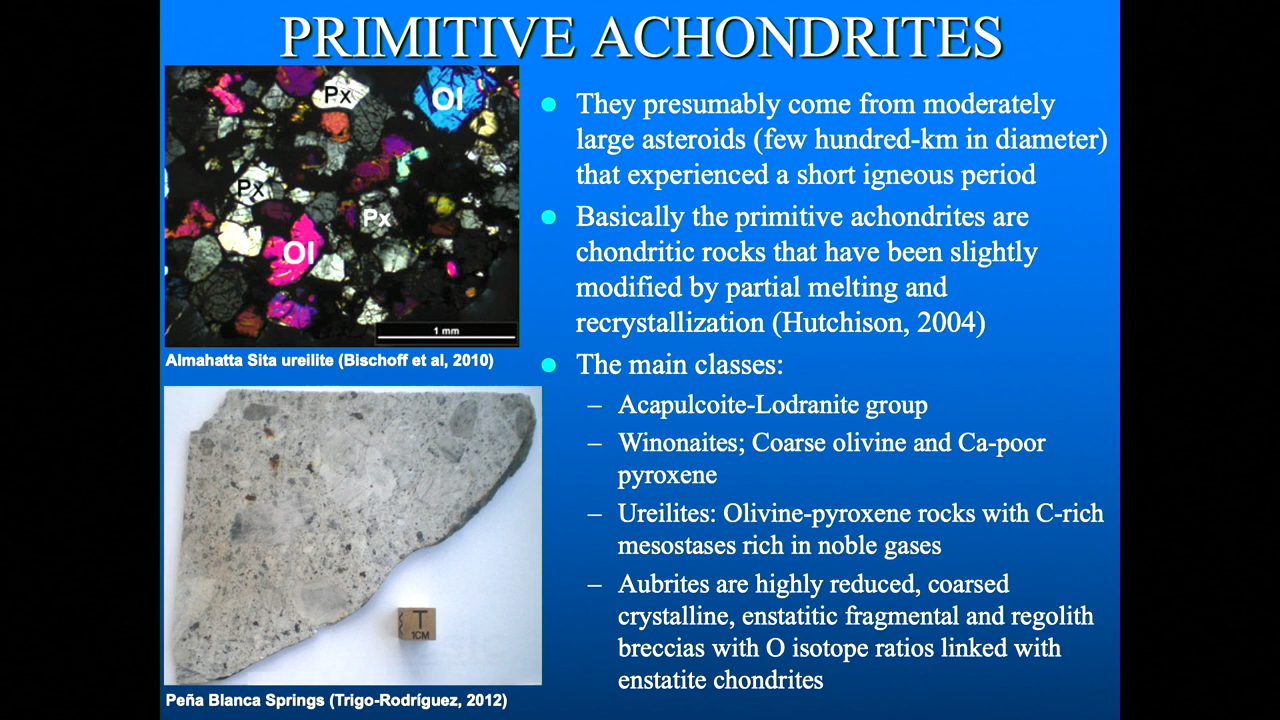 PRIMITIVE ACHONDRITES
Px
Ol
Px
Px
Ol
1 mm
Almahatta Sita ureilite (Bischoff et al, 2010)
T
1CM
Peña Blanca Springs (Trigo-Rodríguez, 2012)
They presumably come from moderately
large asteroids (few hundred-km in diameter)
that experienced a short igneous period
Basically the primitive achondrites are
chondritic rocks that have been slightly
modified by partial melting and
recrystallization (Hutchison, 2004)
The main classes:
– Acapulcoite-Lodranite group
– Winonaites; Coarse olivine and Ca-poor
pyroxene
– Ureilites: Olivine-pyroxene rocks with C-rich
mesostases rich in noble gases
– Aubrites are highly reduced, coarsed
crystalline, enstatitic fragmental and regolith
breccias with O isotope ratios linked with
enstatite chondrites